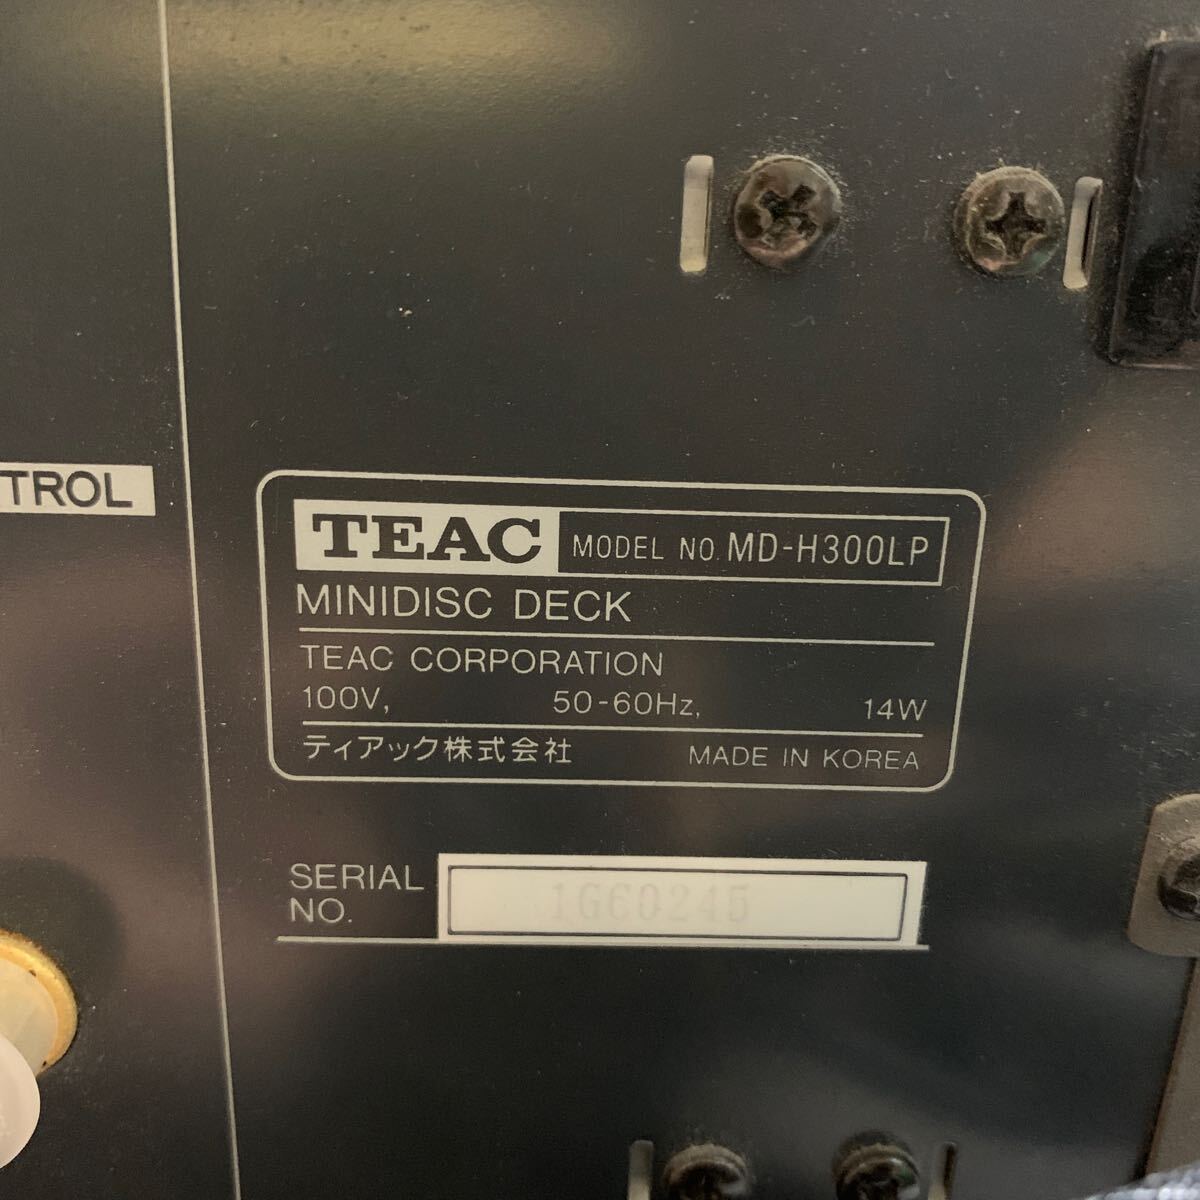 TROL
TEAC MODEL NO. MD-H300LP
MINIDISC DECK
TEAC CORPORATION
100V, 50-60Hz, 14W
ティアック株式会社 MADE IN KOREA
SERIAL NO. 1G60245